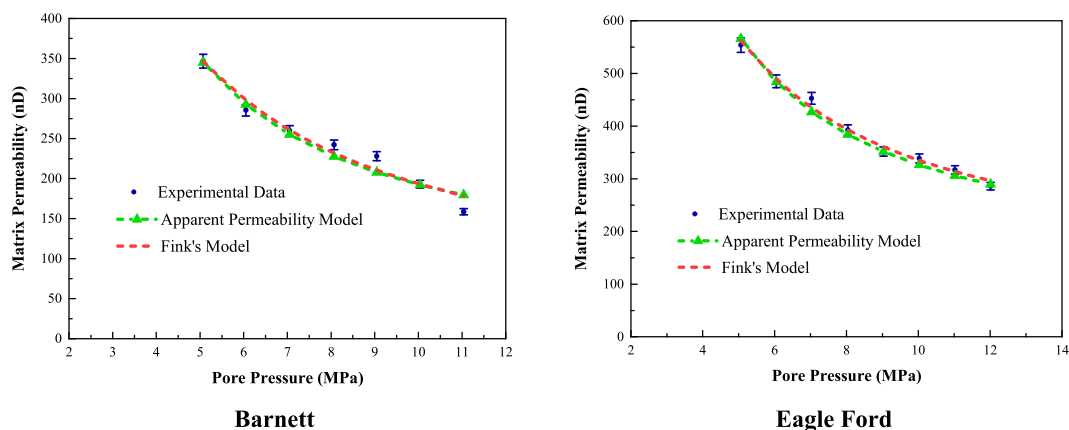 400
350
300
250
200
150
100
50
0
Matrix Permeability (nD)
Experimental Data
Apparent Permeability Model
Fink's Model
2 3 4 5 6 7 8 9 10 11 12
Pore Pressure (MPa)
Barnett
600
500
400
300
200
100
0
Matrix Permeability (nD)
Experimental Data
Apparent Permeability Model
Fink's Model
2 4 6 8 10 12 14
Pore Pressure (MPa)
Eagle Ford